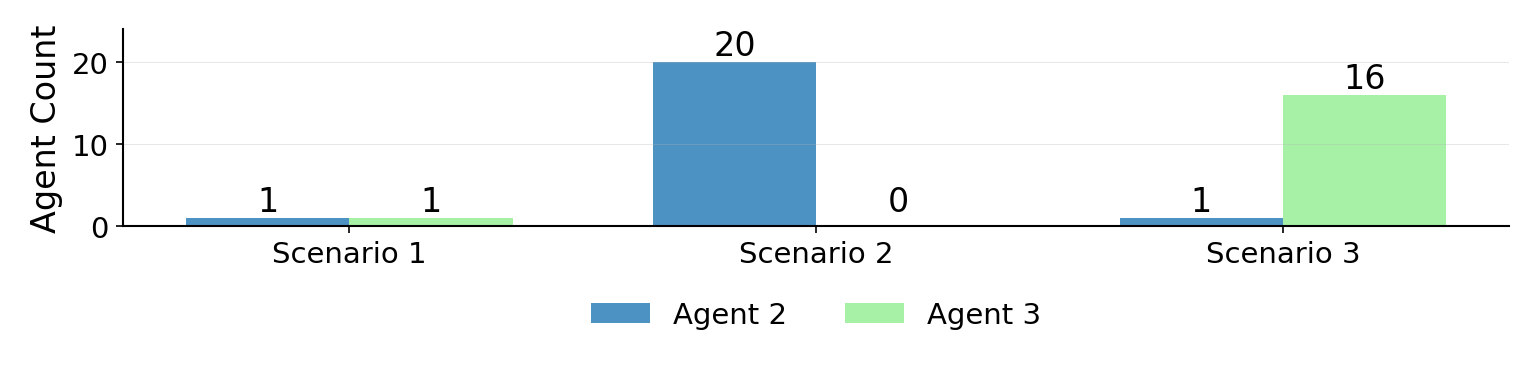 Agent Count
20
10
0
1
1
20
0
1
16
Scenario 1
Scenario 2
Scenario 3
Agent 2
Agent 3